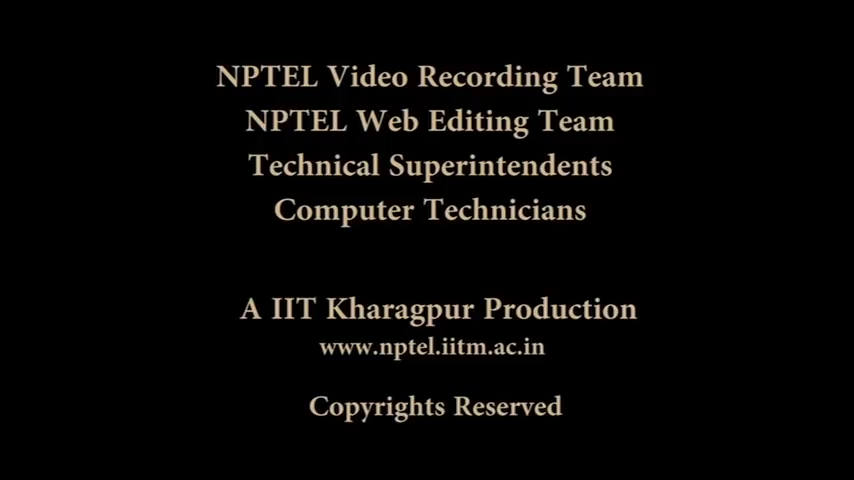 NPTEL Video Recording Team
NPTEL Web Editing Team
Technical Superintendents
Computer Technicians
A IIT Kharagpur Production
www.nptel.iitm.ac.in
Copyrights Reserved